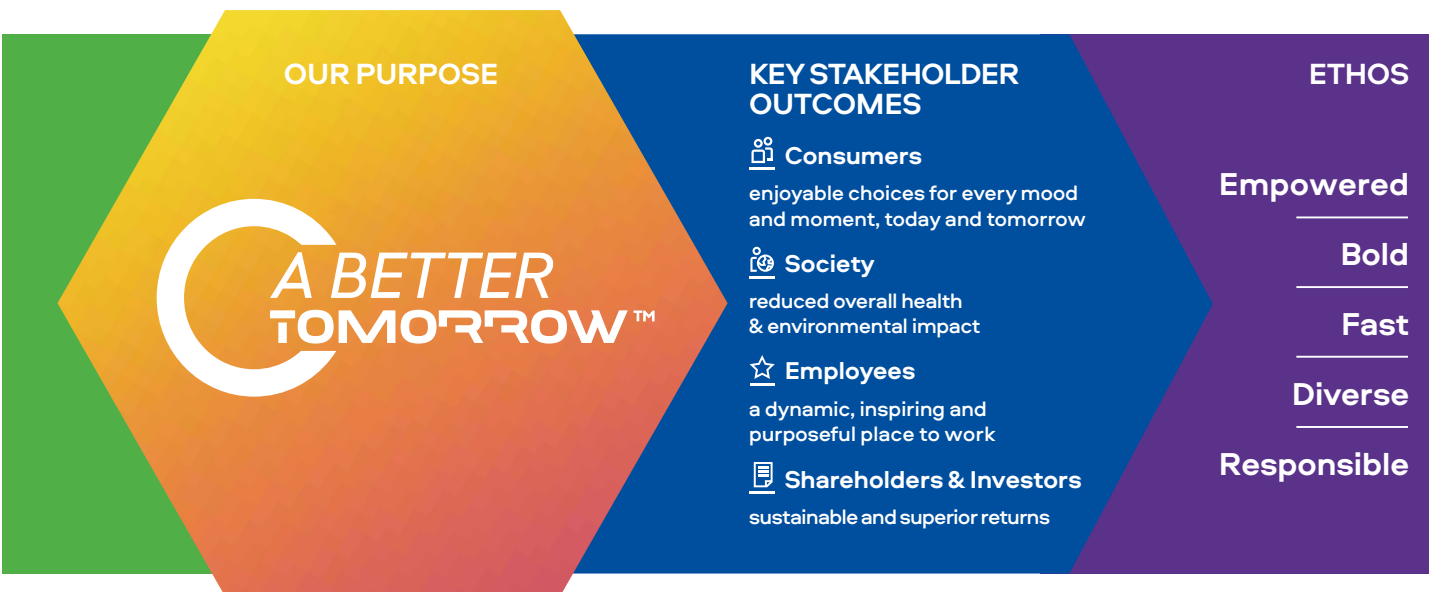 OUR PURPOSE
A BETTER
TOMORROW™
KEY STAKEHOLDER
OUTCOMES
Consumers
enjoyable choices for every mood
and moment, today and tomorrow
Society
reduced overall health
& environmental impact
Employees
a dynamic, inspiring and
purposeful place to work
Shareholders & Investors
sustainable and superior returns
ETHOS
Empowered
Bold
Fast
Diverse
Responsible